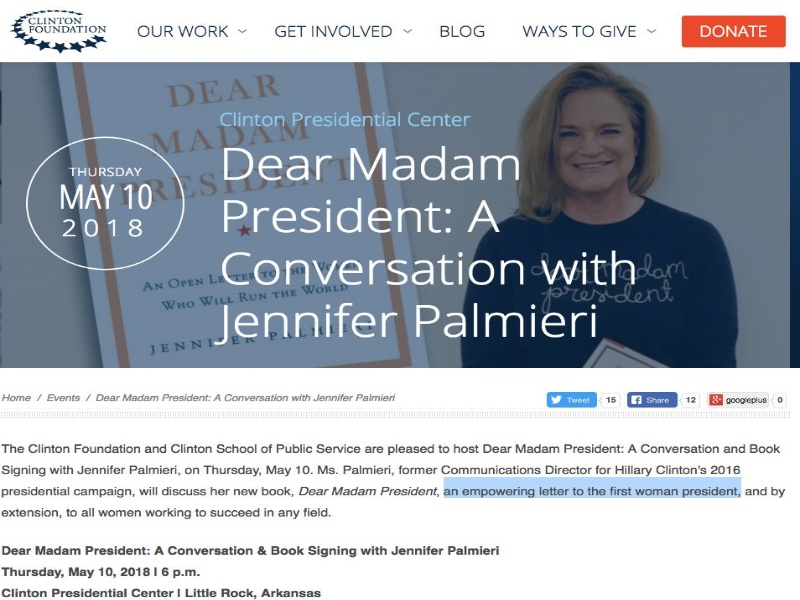 CLINTON
FOUNDATION
OUR WORK
GET INVOLVED
BLOG
WAYS TO GIVE
DONATE
DEAR
MADAM
PRESIDENT
AN OPEN LETTER TO THE WOMEN
WHO WILL RUN THE WORLD
JENNIFER PALMIERI
dear madam
president
THURSDAY
MAY 10
2018
Clinton Presidential Center
Dear Madam
President: A
Conversation with
Jennifer Palmieri
Home / Events / Dear Madam President: A Conversation with Jennifer Palmieri
Tweet 15 Share 12 googleplus 0
The Clinton Foundation and Clinton School of Public Service are pleased to host Dear Madam President: A Conversation and Book
Signing with Jennifer Palmieri, on Thursday, May 10. Ms. Palmieri, former Communications Director for Hillary Clinton's 2016
presidential campaign, will discuss her new book, Dear Madam President, an empowering letter to the first woman president, and by
extension, to all women working to succeed in any field.
Dear Madam President: A Conversation & Book Signing with Jennifer Palmieri
Thursday, May 10, 2018 I 6 p.m.
Clinton Presidential Center | Little Rock, Arkansas